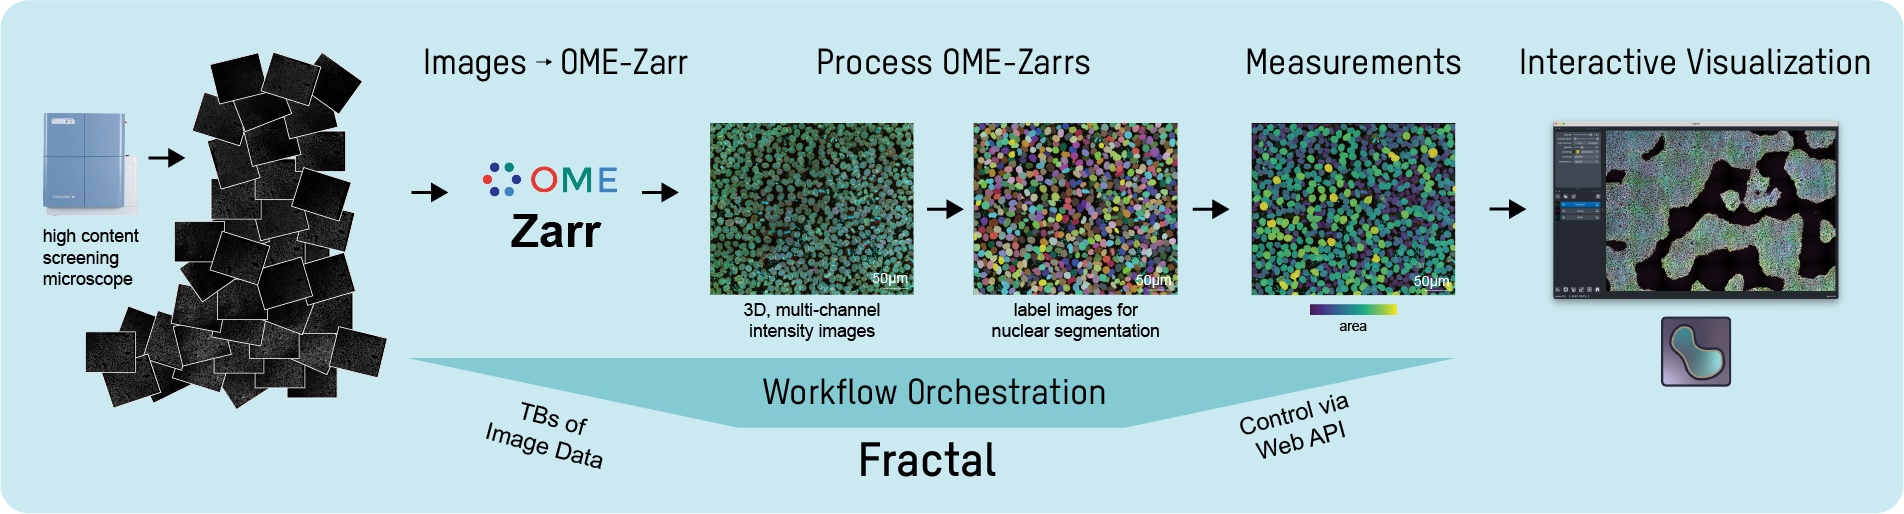 Images → OME-Zarr
Process OME-Zarrs
Measurements
Interactive Visualization
high content
screening
microscope
OME
Zarr
50µm
3D, multi-channel
intensity images
50µm
label images for
nuclear segmentation
50µm
area
Workflow Orchestration
TBs of
Image Data
Control via
Web API
Fractal